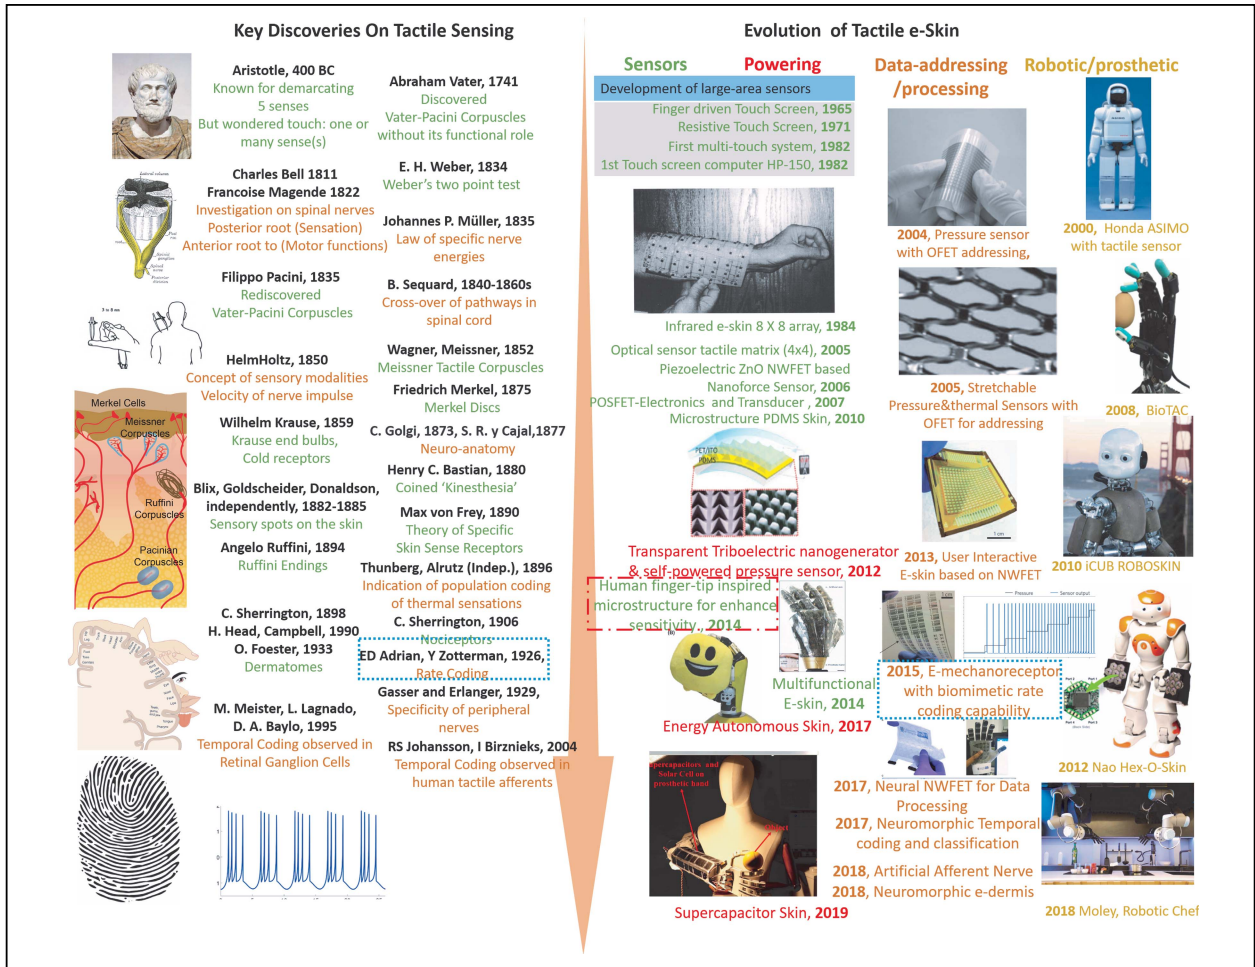 Key Discoveries On Tactile Sensing
Aristotle, 400 BC
Known for demarcating
5 senses
But wondered touch: one or
many sense(s)
Abraham Vater, 1741
Discovered
Vater-Pacini Corpuscles
without its functional role
Charles Bell 1811
Francoise Magende 1822
Investigation on spinal nerves
Posterior root (Sensation)
Anterior root to (Motor functions)
E. H. Weber, 1834
Weber's two point test
Johannes P. Müller, 1835
Law of specific nerve
energies
Filippo Pacini, 1835
Rediscovered
Vater-Pacini Corpuscles
B. Sequard, 1840-1860s
Cross-over of pathways in
spinal cord
HelmHoltz, 1850
Concept of sensory modalities
Velocity of nerve impulse
Wagner, Meissner, 1852
Meissner Tactile Corpuscles
Friedrich Merkel, 1875
Merkel Discs
Merkel Cells
Meissner
Corpuscles
Ruffini
Corpuscles
Pacinian
Corpuscles
Wilhelm Krause, 1859
Krause end bulbs,
Cold receptors
C. Golgi, 1873, S. R. y Cajal,1877
Neuro-anatomy
Henry C. Bastian, 1880
Coined 'Kinesthesia'
Blix, Goldscheider, Donaldson,
independently, 1882-1885
Sensory spots on the skin
Max von Frey, 1890
Theory of Specific
Skin Sense Receptors
Angelo Ruffini, 1894
Ruffini Endings
Thunberg, Alrutz (Indep.), 1896
Indication of population coding
of thermal sensations
C. Sherrington, 1898
H. Head, Campbell, 1990
O. Foester, 1933
Dermatomes
C. Sherrington, 1906
Nociceptors
ED Adrian, Y Zotterman, 1926,
Rate Coding
Gasser and Erlanger, 1929,
Specificity of peripheral
nerves
M. Meister, L. Lagnado,
D. A. Baylo, 1995
Temporal Coding observed in
Retinal Ganglion Cells
RS Johansson, I Birznieks, 2004
Temporal Coding observed in
human tactile afferents
Evolution of Tactile e-Skin
Sensors
Powering
Data-addressing
/processing
Robotic/prosthetic
Development of large-area sensors
Finger driven Touch Screen, 1965
Resistive Touch Screen, 1971
First multi-touch system, 1982
1st Touch screen computer HP-150, 1982
Infrared e-skin 8 X 8 array, 1984
Optical sensor tactile matrix (4x4), 2005
Piezoelectric ZnO NWFET based
Nanoforce Sensor, 2006
POSFET-Electronics and Transducer , 2007
Microstructure PDMS Skin, 2010
PET/ITO
PDMS
Transparent Triboelectric nanogenerator
& self-powered pressure sensor, 2012
Human finger-tip inspired
microstructure for enhance
sensitivity., 2014
Multifunctional
E-skin, 2014
Energy Autonomous Skin, 2017
Supercapacitors and
Solar Cell on
prosthetic hand
Supercapacitor Skin, 2019
2004, Pressure sensor
with OFET addressing,
2005, Stretchable
Pressure&thermal Sensors with
OFET for addressing
1 cm
2013, User Interactive
E-skin based on NWFET
Pressure
Sensor output
2015, E-mechanoreceptor
with biomimetic rate
coding capability
2017, Neural NWFET for Data
Processing
2017, Neuromorphic Temporal
coding and classification
2018, Artificial Afferent Nerve
2018, Neuromorphic e-dermis
2000, Honda ASIMO
with tactile sensor
2008, BioTAC
2010 iCUB ROBOSKIN
2012 Nao Hex-O-Skin
2018 Moley, Robotic Chef